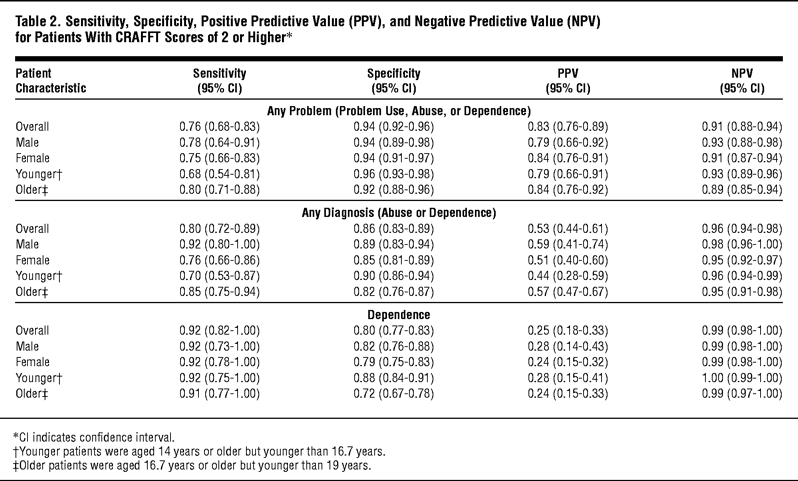 Table 2. Sensitivity, Specificity, Positive Predictive Value (PPV), and Negative Predictive Value (NPV)
for Patients With CRAFFT Scores of 2 or Higher*
Patient Sensitivity Specificity PPV NPV
Characteristic (95% CI) (95% CI) (95% CI) (95% CI)
Any Problem (Problem Use, Abuse, or Dependence)
Overall 0.76 (0.68-0.83) 0.94 (0.92-0.96) 0.83 (0.76-0.89) 0.91 (0.88-0.94)
Male 0.78 (0.64-0.91) 0.94 (0.89-0.98) 0.79 (0.66-0.92) 0.93 (0.88-0.98)
Female 0.75 (0.66-0.83) 0.94 (0.91-0.97) 0.84 (0.76-0.91) 0.91 (0.87-0.94)
Younger† 0.68 (0.54-0.81) 0.96 (0.93-0.98) 0.79 (0.66-0.91) 0.93 (0.89-0.96)
Older‡ 0.80 (0.71-0.88) 0.92 (0.88-0.96) 0.84 (0.76-0.92) 0.89 (0.85-0.94)
Any Diagnosis (Abuse or Dependence)
Overall 0.80 (0.72-0.89) 0.86 (0.83-0.89) 0.53 (0.44-0.61) 0.96 (0.94-0.98)
Male 0.92 (0.80-1.00) 0.89 (0.83-0.94) 0.59 (0.41-0.74) 0.98 (0.96-1.00)
Female 0.76 (0.66-0.86) 0.85 (0.81-0.89) 0.51 (0.40-0.60) 0.95 (0.92-0.97)
Younger† 0.70 (0.53-0.87) 0.90 (0.86-0.94) 0.44 (0.28-0.59) 0.96 (0.94-0.99)
Older‡ 0.85 (0.75-0.94) 0.82 (0.76-0.87) 0.57 (0.47-0.67) 0.95 (0.91-0.98)
Dependence
Overall 0.92 (0.82-1.00) 0.80 (0.77-0.83) 0.25 (0.18-0.33) 0.99 (0.98-1.00)
Male 0.92 (0.73-1.00) 0.82 (0.76-0.88) 0.28 (0.14-0.43) 0.99 (0.98-1.00)
Female 0.92 (0.78-1.00) 0.79 (0.75-0.83) 0.24 (0.15-0.32) 0.99 (0.98-1.00)
Younger† 0.92 (0.75-1.00) 0.88 (0.84-0.91) 0.28 (0.15-0.41) 1.00 (0.99-1.00)
Older‡ 0.91 (0.77-1.00) 0.72 (0.67-0.78) 0.24 (0.15-0.33) 0.99 (0.97-1.00)
*CI indicates confidence interval.
†Younger patients were aged 14 years or older but younger than 16.7 years.
‡Older patients were aged 16.7 years or older but younger than 19 years.